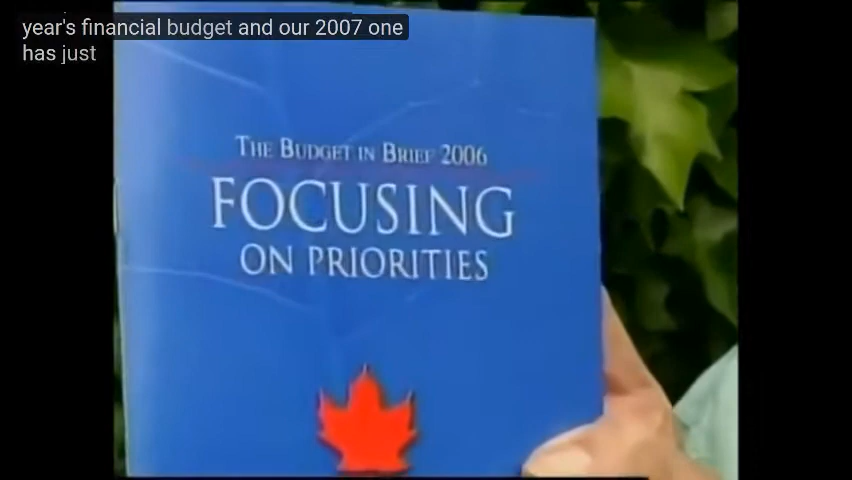 year's financial budget and our 2007 one
has just
THE BUDGET IN BRIEF 2006
FOCUSING
ON PRIORITIES